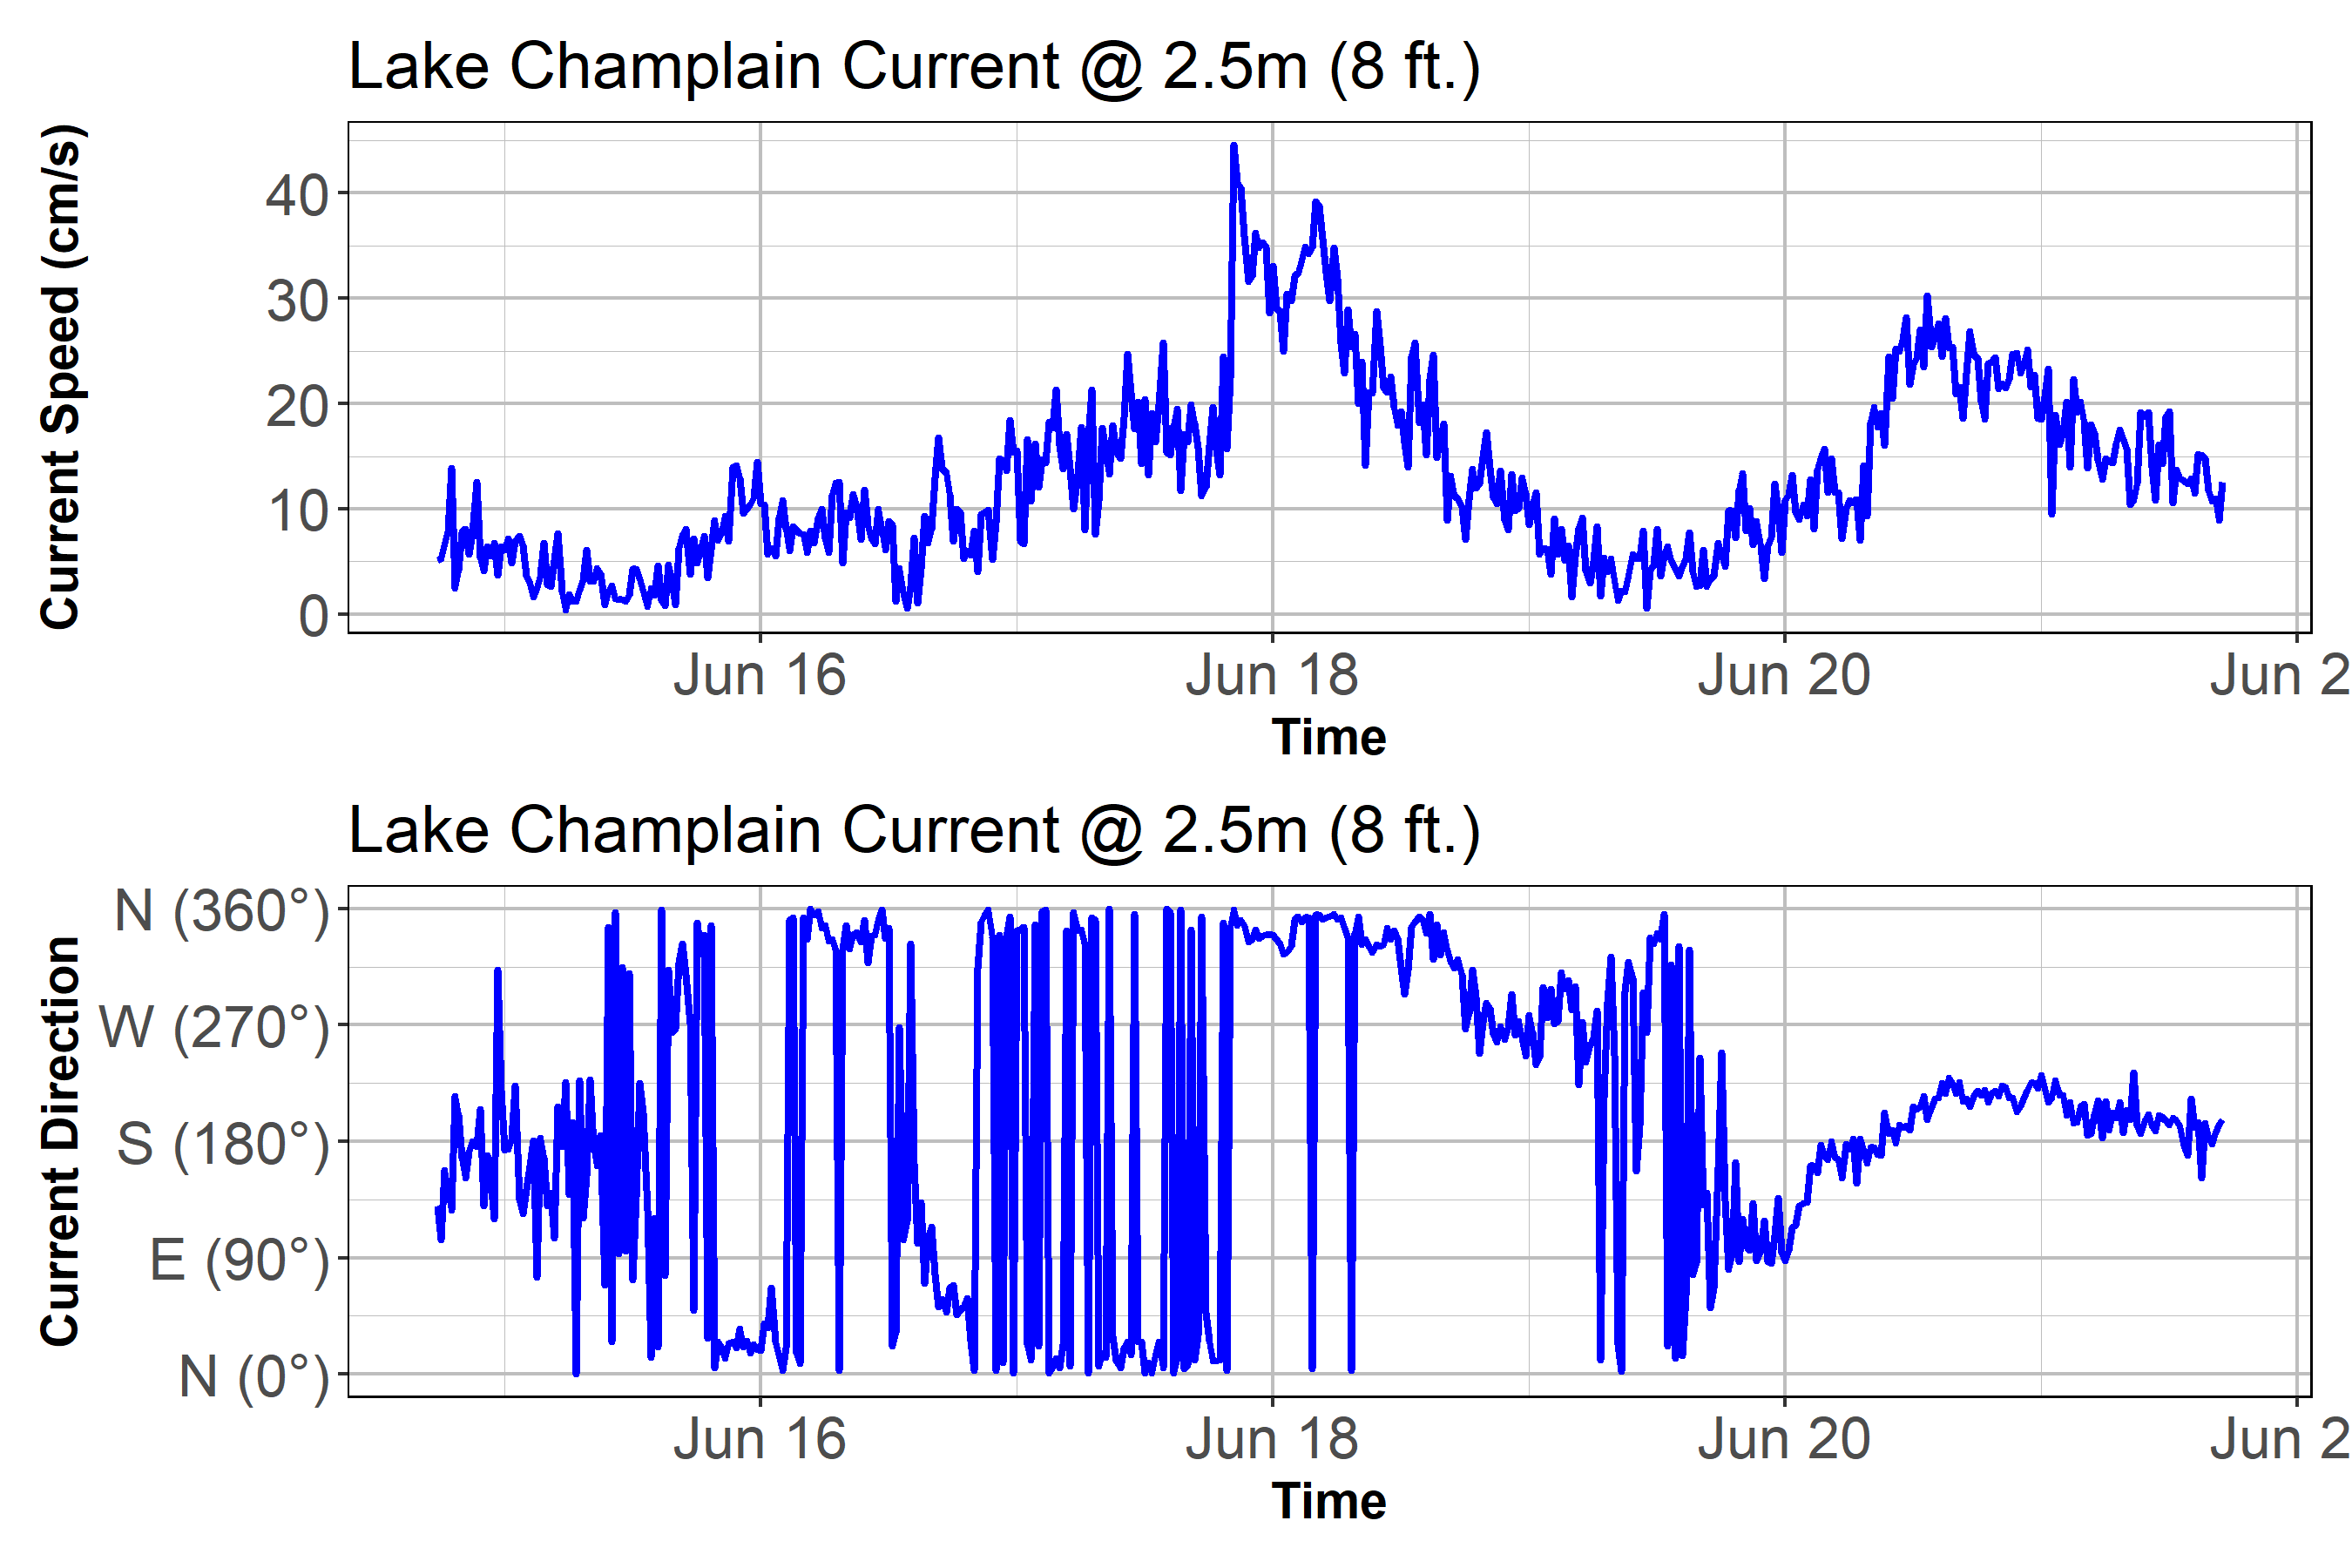 Lake Champlain Current @ 2.5m (8 ft.)
Current Speed (cm/s)
40
30
20
10
0
Jun 16 Jun 18 Jun 20 Jun 2
Time
Lake Champlain Current @ 2.5m (8 ft.)
Current Direction
N (360°)
W (270°)
S (180°)
E (90°)
N (0°)
Jun 16 Jun 18 Jun 20 Jun 2
Time